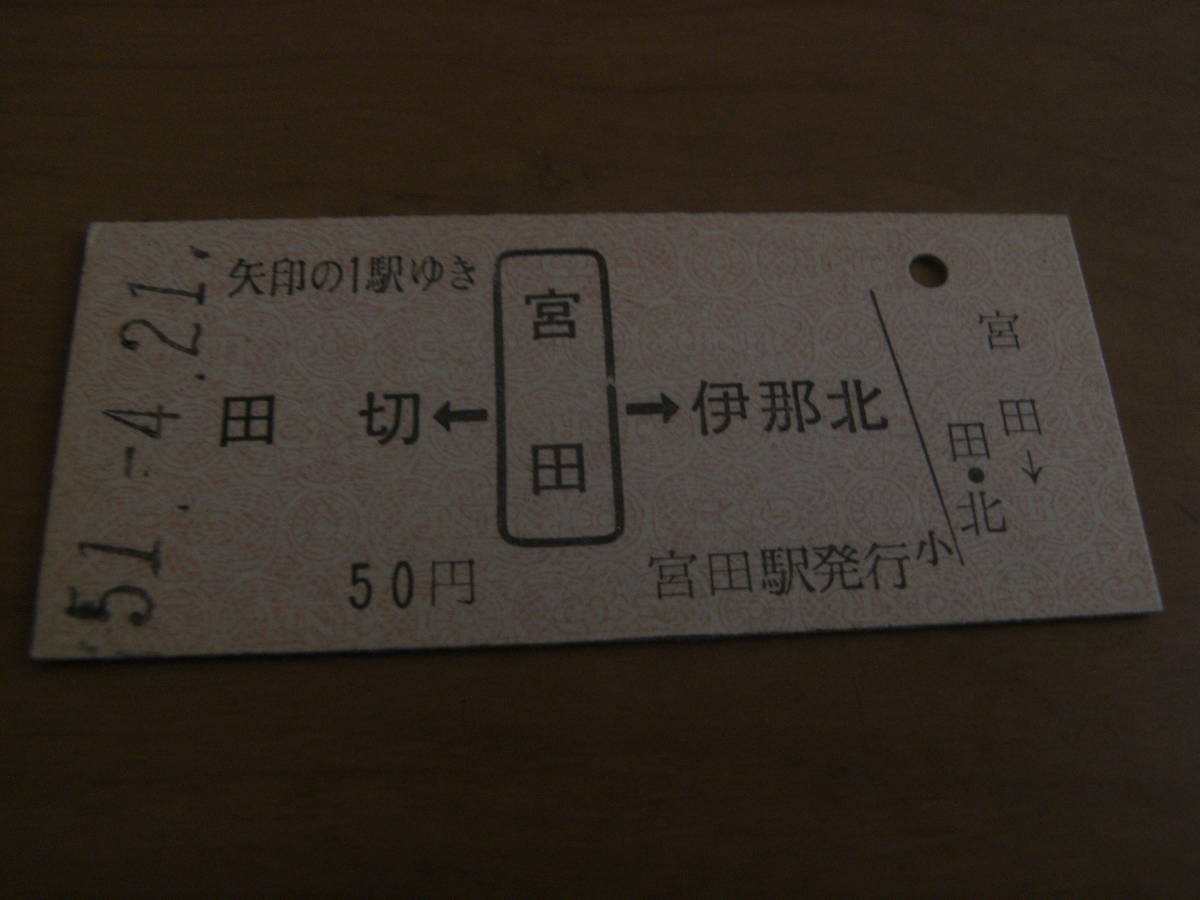 51.-4.21.
矢印の1駅ゆき
田切←宮田→伊那北
50円
宮田駅発行
小
宮田→
田・北